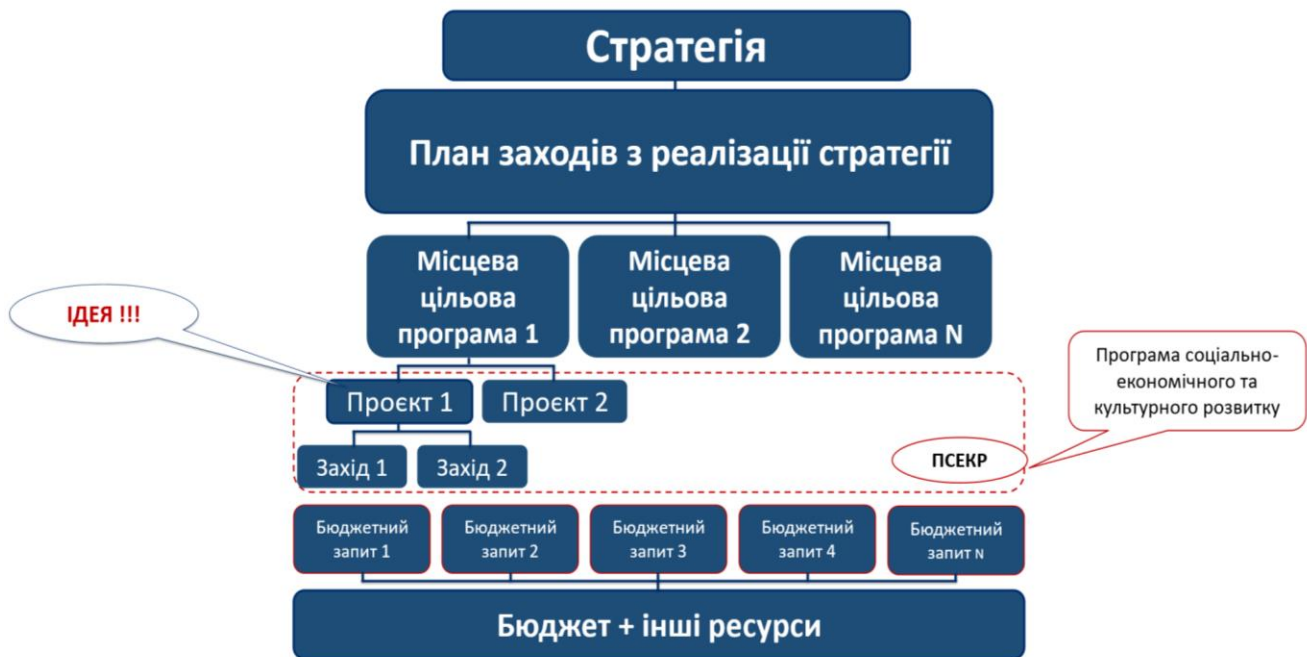 Стратегія
План заходів з реалізації стратегії
Місцева
цільова
програма 1
Місцева
цільова
програма 2
Місцева
цільова
програма N
ІДЕЯ !!!
Програма соціально-
економічного та
культурного розвитку
Проєкт 1
Проєкт 2
Захід 1
Захід 2
ПСЕКР
Бюджетний
запит 1
Бюджетний
запит 2
Бюджетний
запит 3
Бюджетний
запит 4
Бюджетний
запит N
Бюджет + інші ресурси